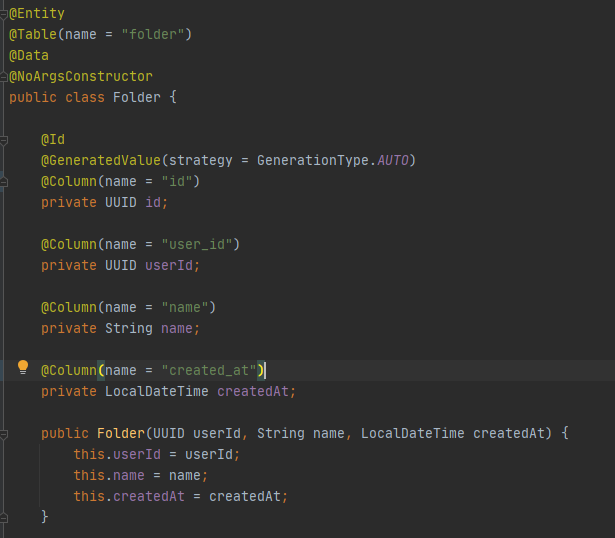 @Entity
@Table(name = "folder")
@Data
@NoArgsConstructor
public class Folder {
@Id
@GeneratedValue(strategy = GenerationType.AUTO)
@Column(name = "id")
private UUID id;
@Column(name = "user_id")
private UUID userId;
@Column(name = "name")
private String name;
@Column(name = "created_at")
private LocalDateTime createdAt;
public Folder(UUID userId, String name, LocalDateTime createdAt) {
this.userId = userId;
this.name = name;
this.createdAt = createdAt;
}